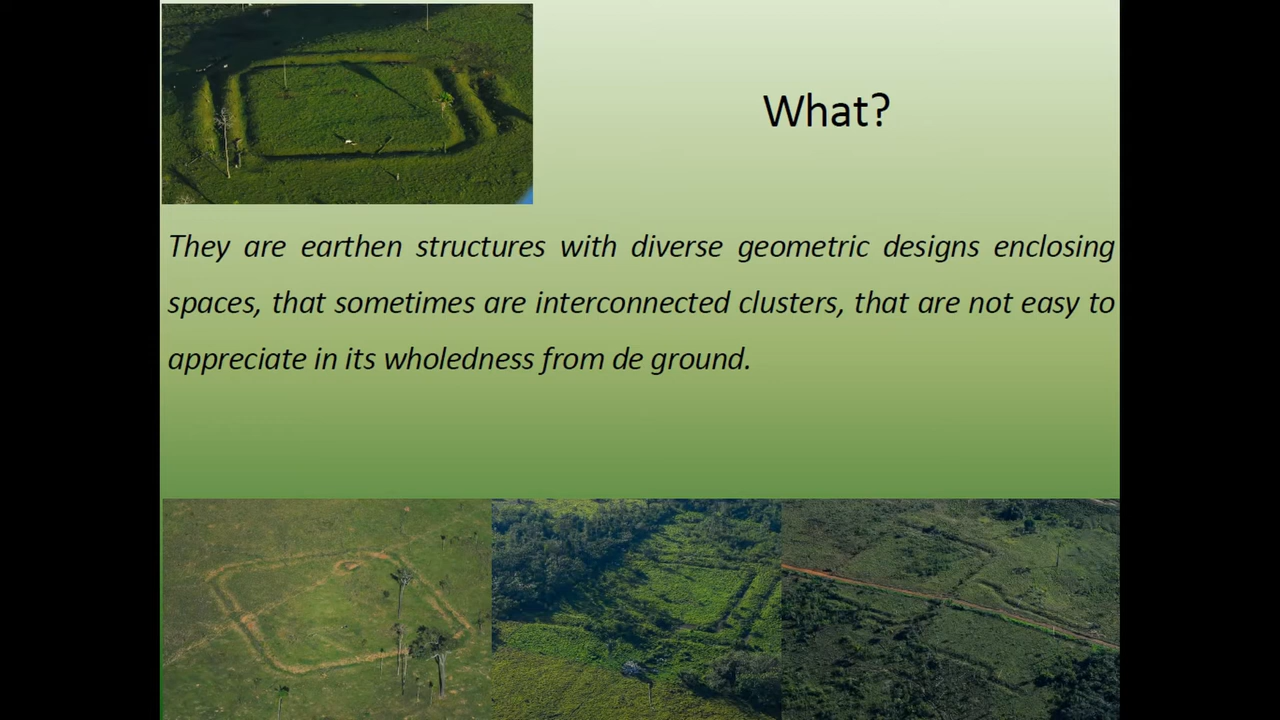 What?
They are earthen structures with diverse geometric designs enclosing
spaces, that sometimes are interconnected clusters, that are not easy to
appreciate in its wholedness from de ground.